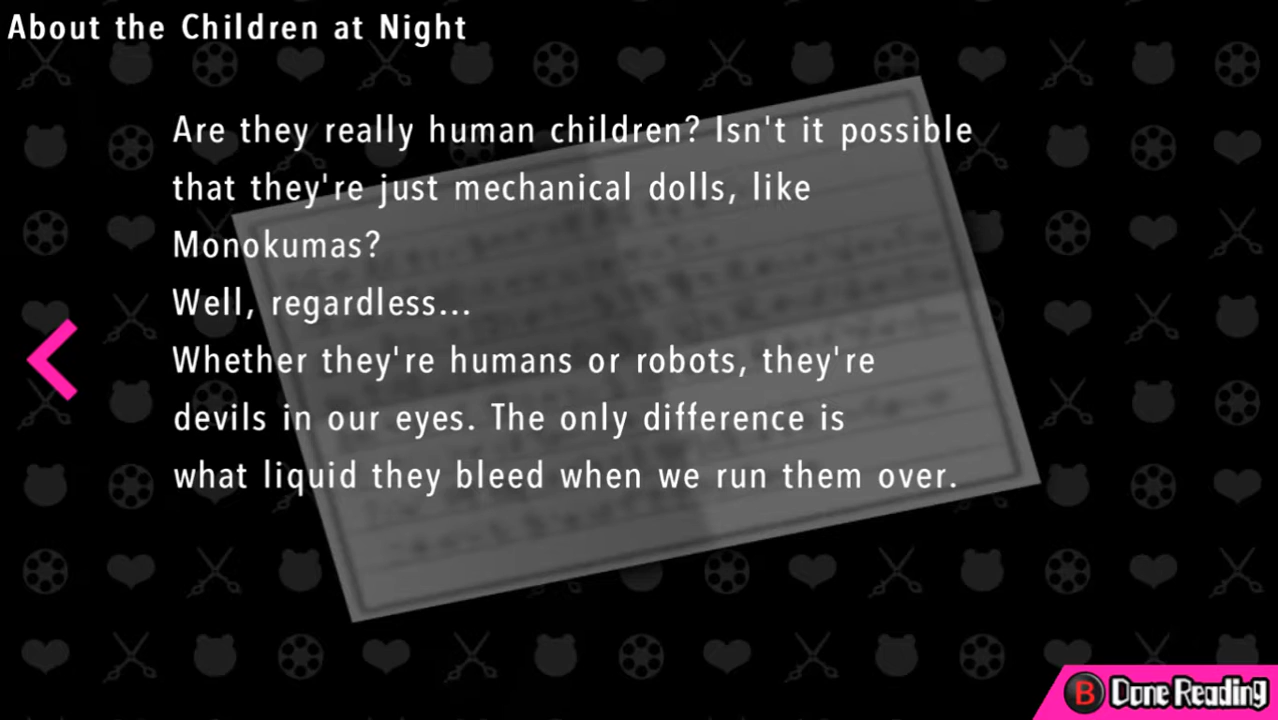 About the Children at Night
Are they really human children? Isn't it possible
that they're just mechanical dolls, like
Monokumas?
Well, regardless...
Whether they're humans or robots, they're
devils in our eyes. The only difference is
what liquid they bleed when we run them over.
B Done Reading